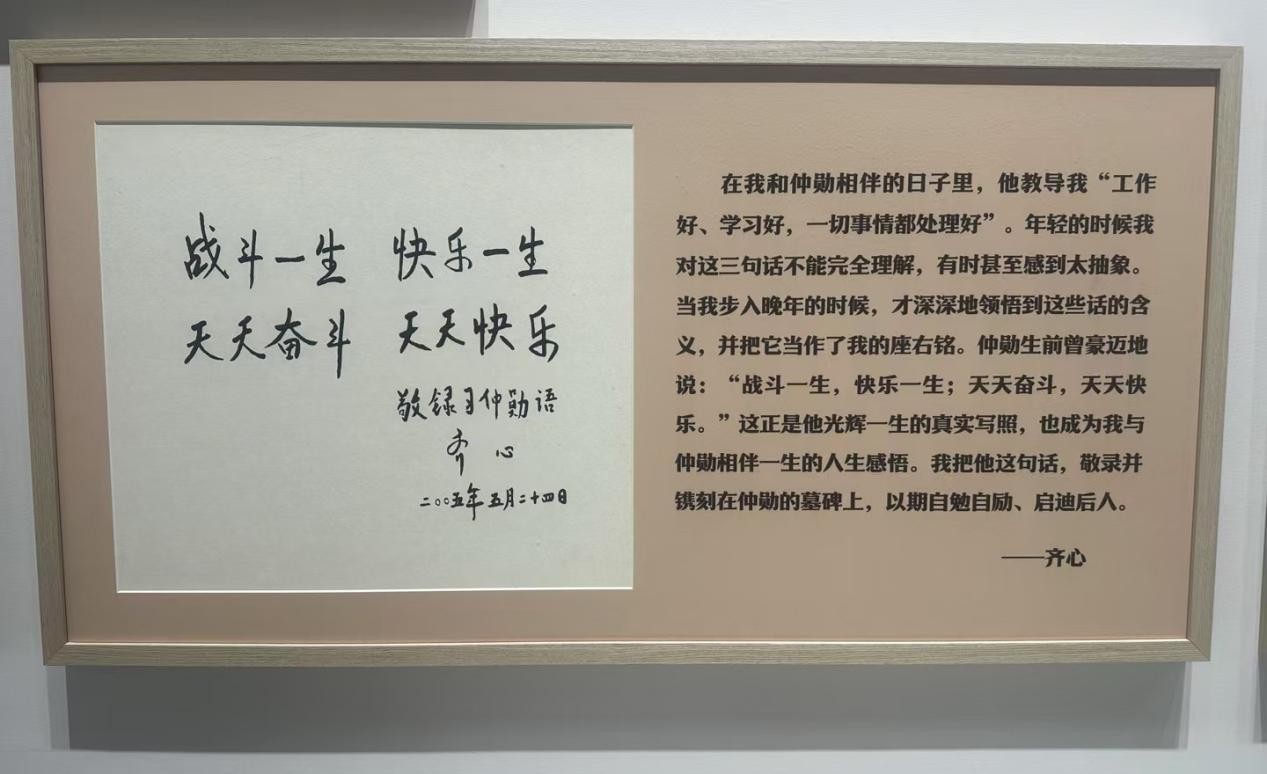 战斗一生 快乐一生
天天奋斗 天天快乐
敬録习仲勋语
齐心
二〇〇五年五月二十四日
在我和仲勋相伴的日子里，他教导我“工作
好、学习好，一切事情都处理好”。年轻的时候我
对这三句话不能完全理解，有时甚至感到太抽象。
当我步入晚年的时候，才深深地领悟到这些话的含
义，并把它当作了我的座右铭。仲勋生前曾豪迈地
说：“战斗一生，快乐一生；天天奋斗，天天快
乐。”这正是他光辉一生的真实写照，也成为我与
仲勋相伴一生的人生感悟。我把他这句话，敬录并
镌刻在仲勋的墓碑上，以期自勉自励、启迪后人。
——齐心